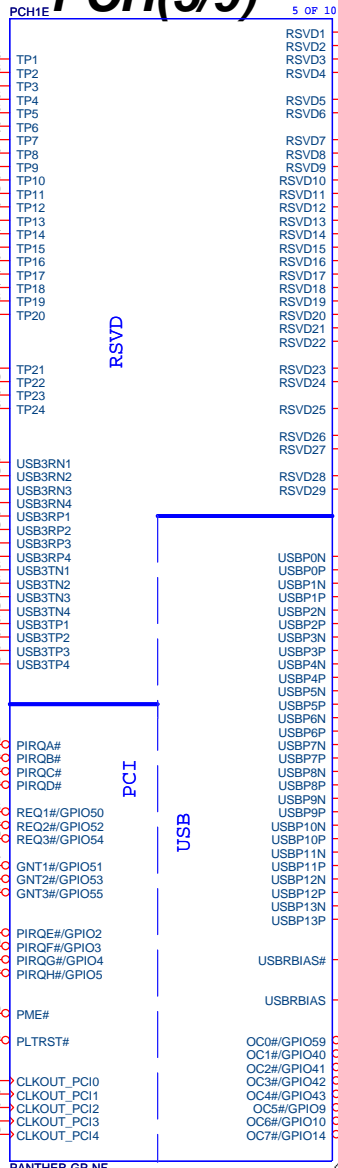 PCH(5/9)
PCH1E
5 OF 10
TP1
TP2
TP3
TP4
TP5
TP6
TP7
TP8
TP9
TP10
TP11
TP12
TP13
TP14
TP15
TP16
TP17
TP18
TP19
TP20
TP21
TP22
TP23
TP24
USB3RN1
USB3RN2
USB3RN3
USB3RN4
USB3RP1
USB3RP2
USB3RP3
USB3RP4
USB3TN1
USB3TN2
USB3TN3
USB3TN4
USB3TP1
USB3TP2
USB3TP3
USB3TP4
RSVD
RSVD1
RSVD2
RSVD3
RSVD4
RSVD5
RSVD6
RSVD7
RSVD8
RSVD9
RSVD10
RSVD11
RSVD12
RSVD13
RSVD14
RSVD15
RSVD16
RSVD17
RSVD18
RSVD19
RSVD20
RSVD21
RSVD22
RSVD23
RSVD24
RSVD25
RSVD26
RSVD27
RSVD28
RSVD29
PIRQA#
PIRQB#
PIRQC#
PIRQD#
REQ1#/GPIO50
REQ2#/GPIO52
REQ3#/GPIO54
GNT1#/GPIO51
GNT2#/GPIO53
GNT3#/GPIO55
PIRQE#/GPIO2
PIRQF#/GPIO3
PIRQG#/GPIO4
PIRQH#/GPIO5
PME#
PLTRST#
CLKOUT_PCI0
CLKOUT_PCI1
CLKOUT_PCI2
CLKOUT_PCI3
CLKOUT_PCI4
PCI
USB
USBP0N
USBP0P
USBP1N
USBP1P
USBP2N
USBP2P
USBP3N
USBP3P
USBP4N
USBP4P
USBP5N
USBP5P
USBP6N
USBP6P
USBP7N
USBP7P
USBP8N
USBP8P
USBP9N
USBP9P
USBP10N
USBP10P
USBP11N
USBP11P
USBP12N
USBP12P
USBP13N
USBP13P
USBRBIAS#
USBRBIAS
OC0#/GPIO59
OC1#/GPIO40
OC2#/GPIO41
OC3#/GPIO42
OC4#/GPIO43
OC5#/GPIO9
OC6#/GPIO10
OC7#/GPIO14
PANTHER-GP-NF